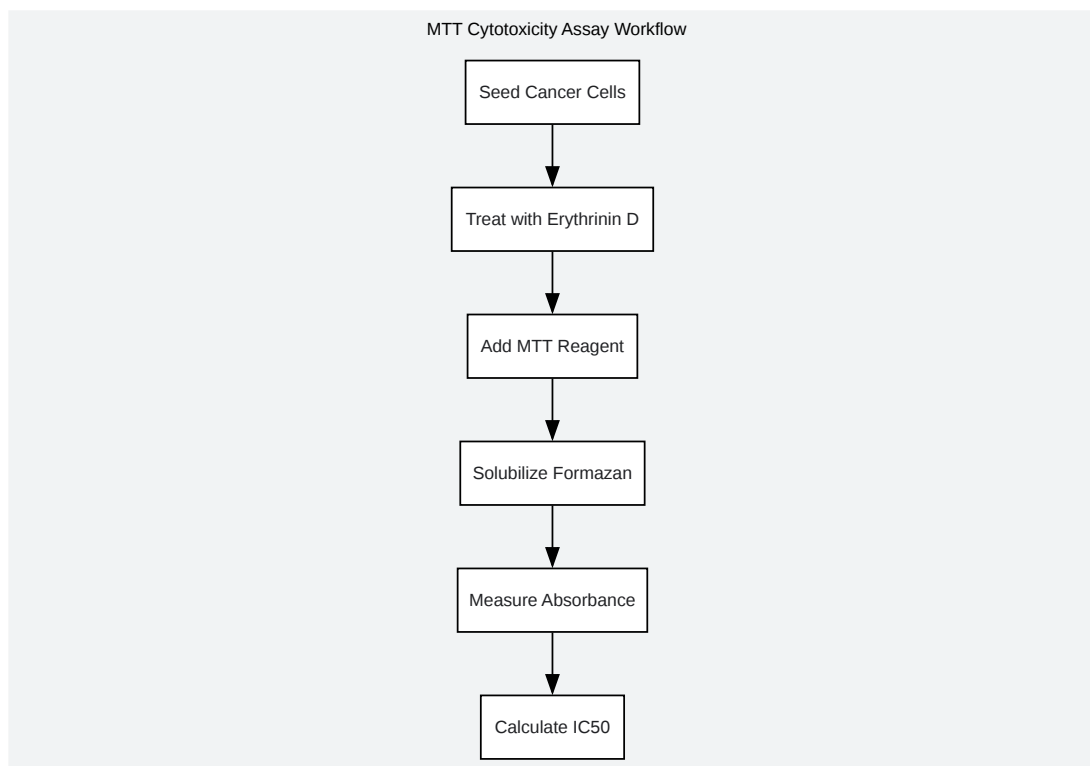 MTT Cytotoxicity Assay Workflow
Seed Cancer Cells
Treat with Erythrinin D
Add MTT Reagent
Solubilize Formazan
Measure Absorbance
Calculate IC50